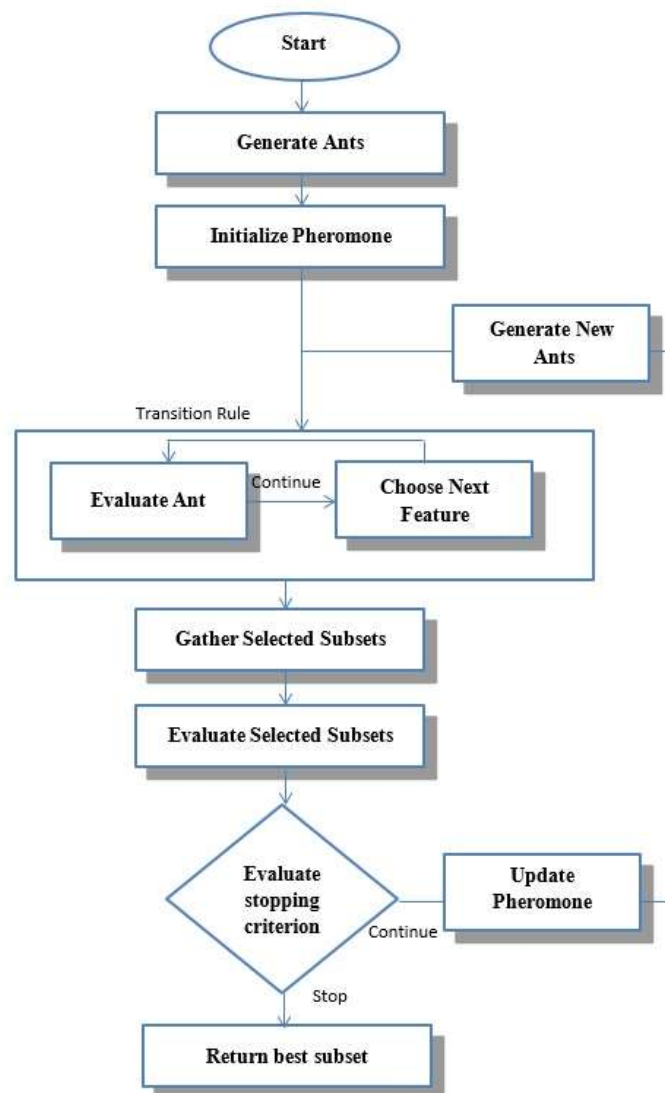 Start
Generate Ants
Initialize Pheromone
Generate New
Ants
Transition Rule
Evaluate Ant
Continue
Choose Next
Feature
Gather Selected Subsets
Evaluate Selected Subsets
Evaluate
stopping
criterion
Continue
Update
Pheromone
Stop
Return best subset